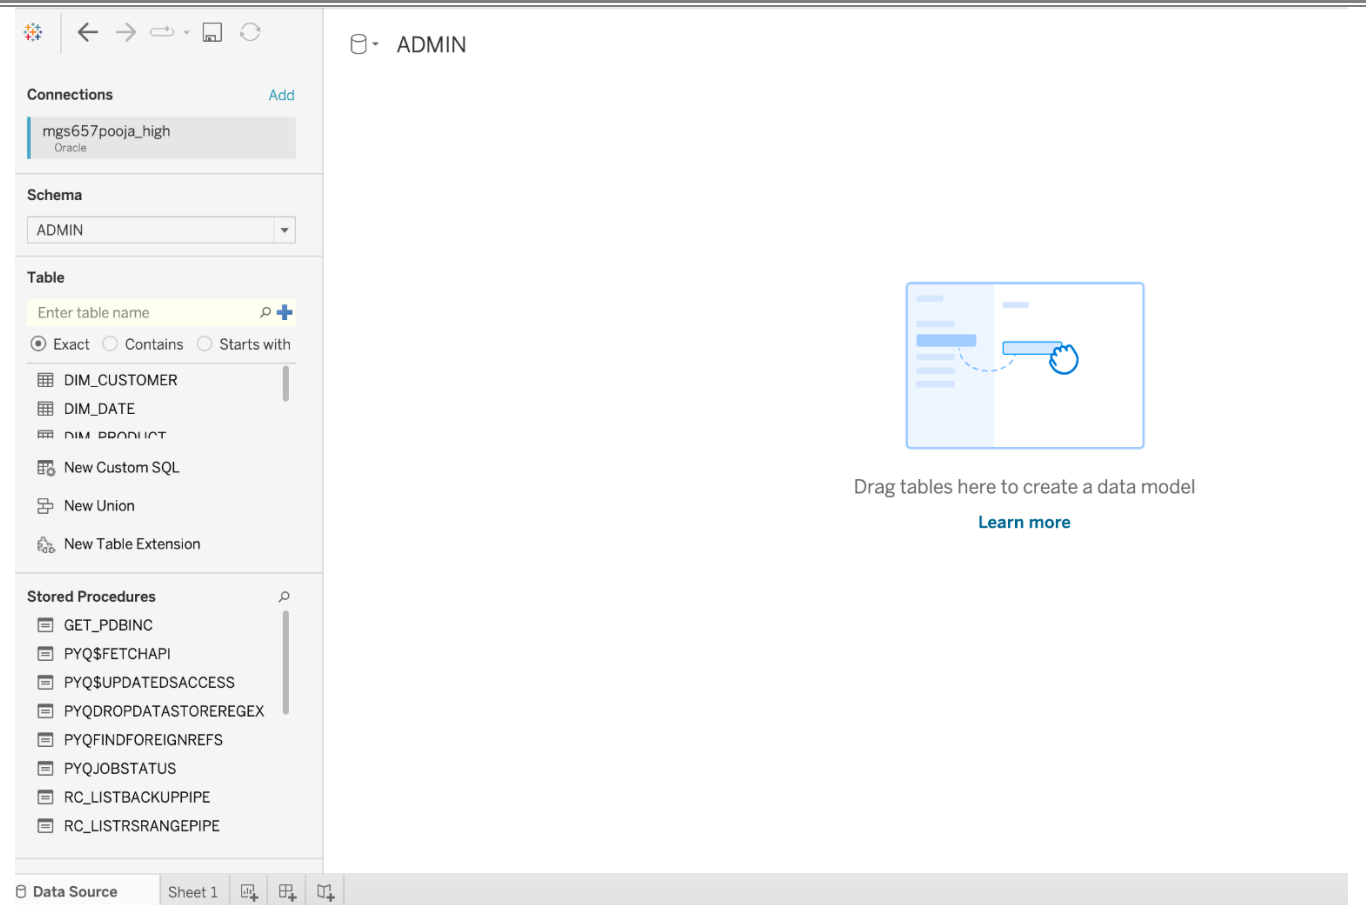 ADMIN
Connections Add
mgs657pooja_high
Oracle
Schema
ADMIN
Table
Enter table name
Exact Contains Starts with
DIM_CUSTOMER
DIM_DATE
DIM_PRODUCT
New Custom SQL
New Union
New Table Extension
Stored Procedures
GET_PDBINC
PYQ$FETCHAPI
PYQ$UPDATEDSACCESS
PYQDROPDATASTOREREGEX
PYQFINDFOREIGNREFS
PYQJOBSTATUS
RC_LISTBACKUPPIPE
RC_LISTRSRANGEPIPE
Drag tables here to create a data model
Learn more
Data Source Sheet 1